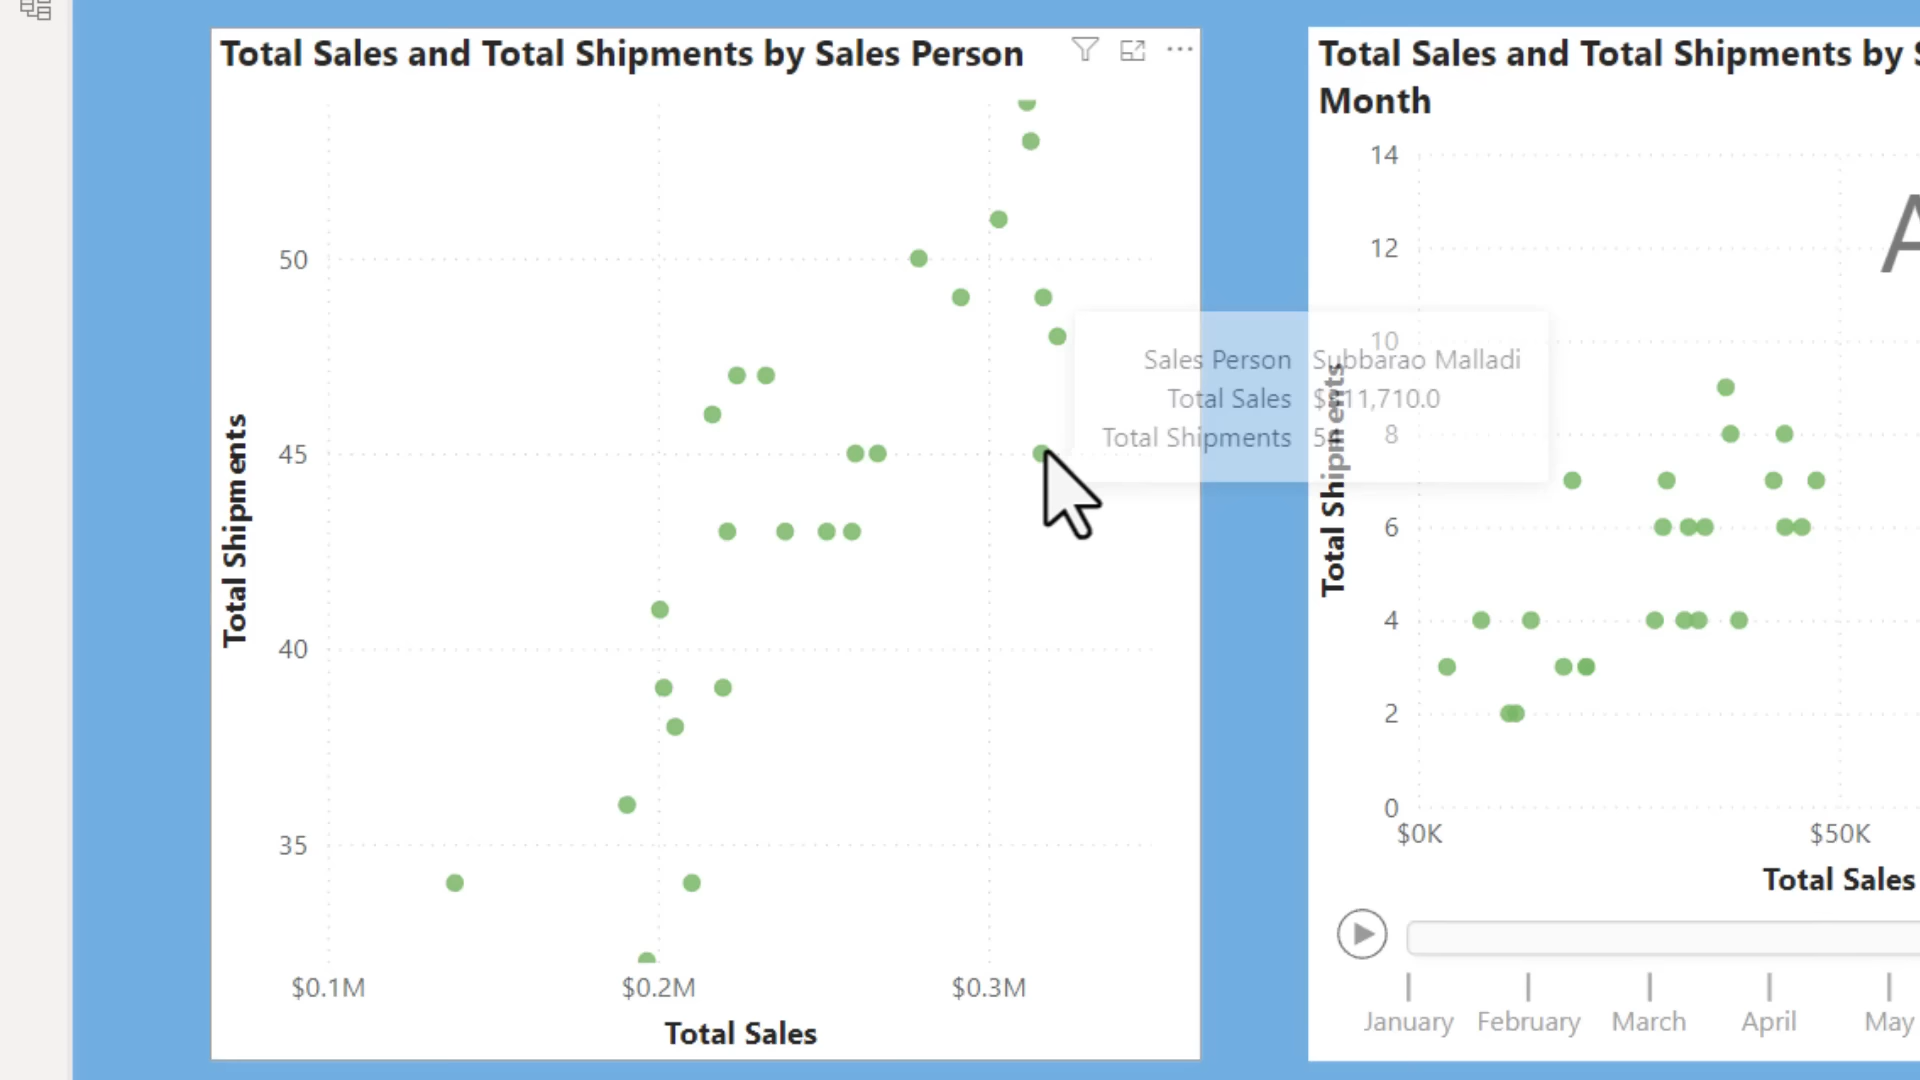 Total Sales and Total Shipments by Sales Person
50
45
40
35
Total Shipments
$0.1M
$0.2M
$0.3M
Total Sales
Sales Person Subbarao Malladi
Total Sales
Total Shipments
Total Sales and Total Shipments by
Month
14
12
10
8
6
4
2
0
Total Shipments
$0K
$50K
Total Sales
January February March April May